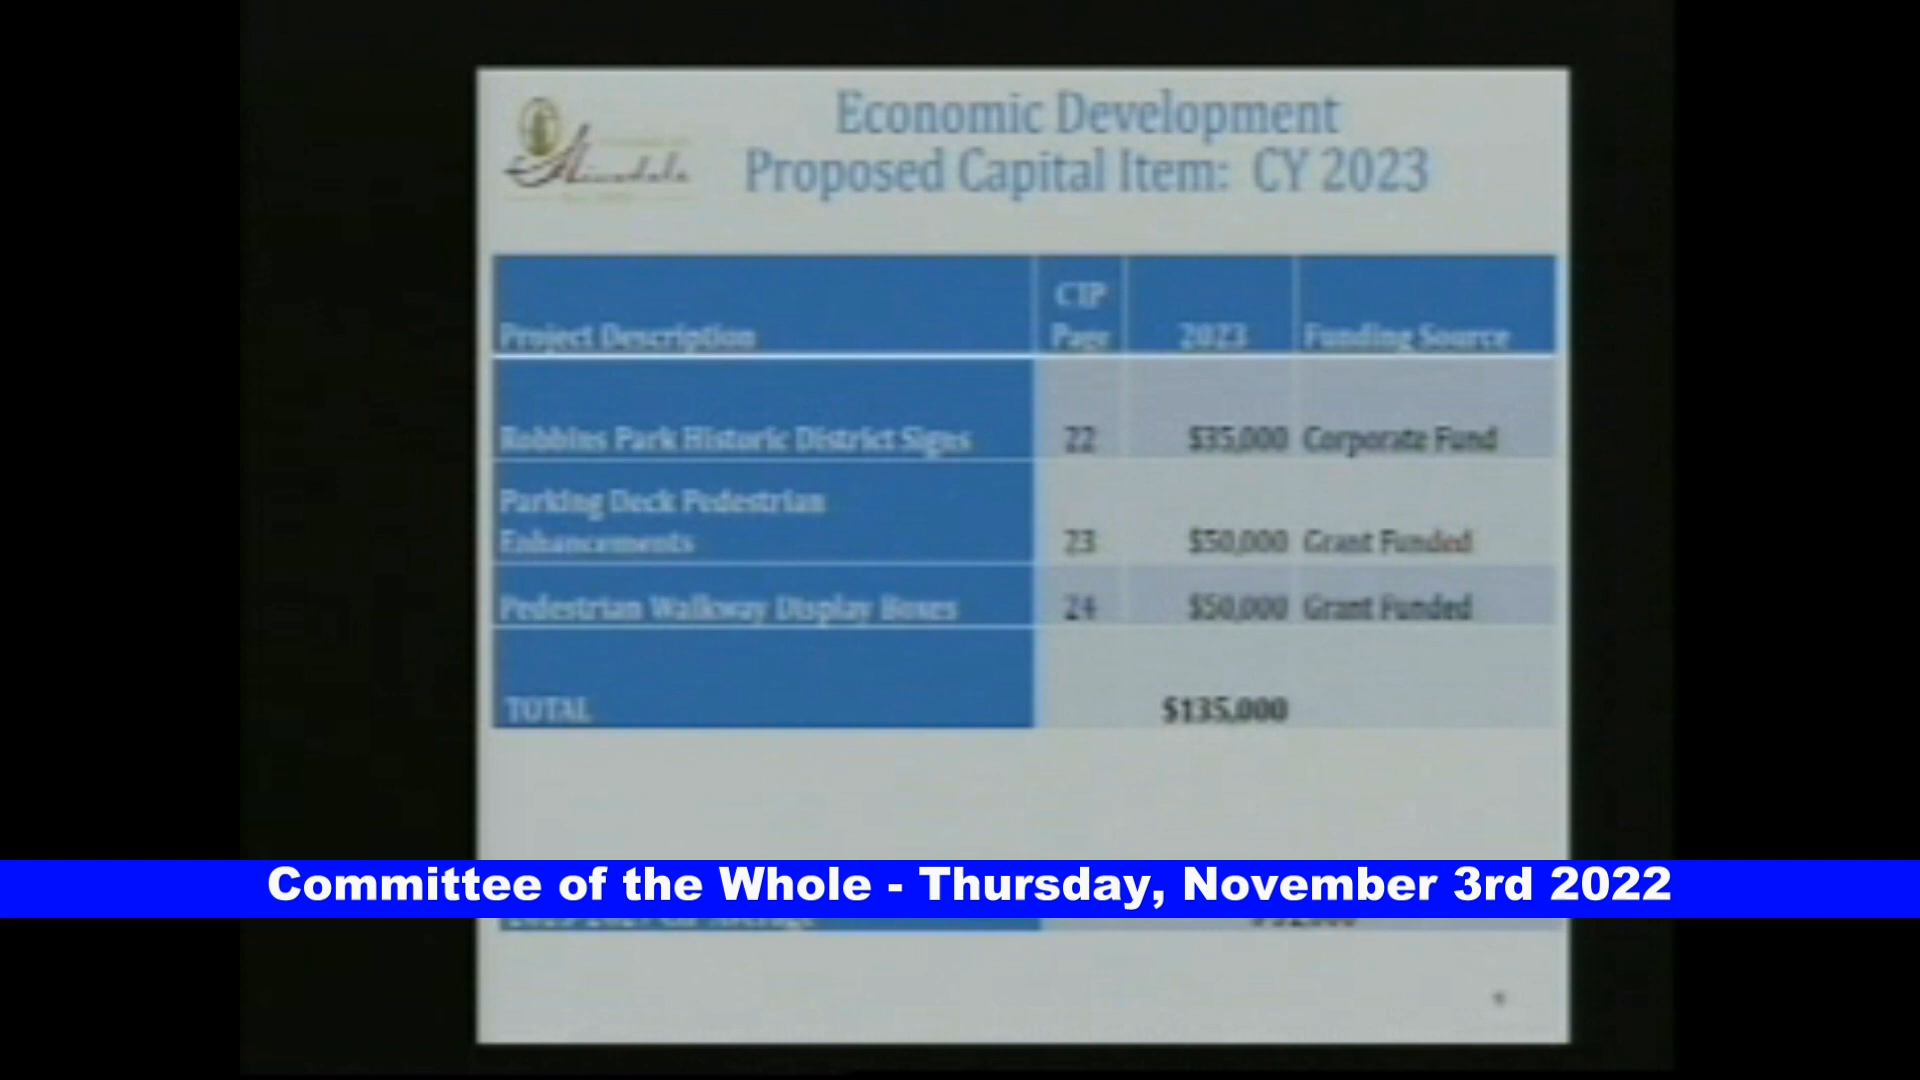 Hinsdale
Economic Development
Proposed Capital Item: CY 2023
Project Description CIP Page 2023 Funding Source
Robbins Park Historic District Signs 22 $35,000 Corporate Fund
Parking Deck Pedestrian
Enhancements 23 $50,000 Grant Funded
Pedestrian Walkway Display Boxes 24 $50,000 Grant Funded
TOTAL $135,000
Committee of the Whole - Thursday, November 3rd 2022